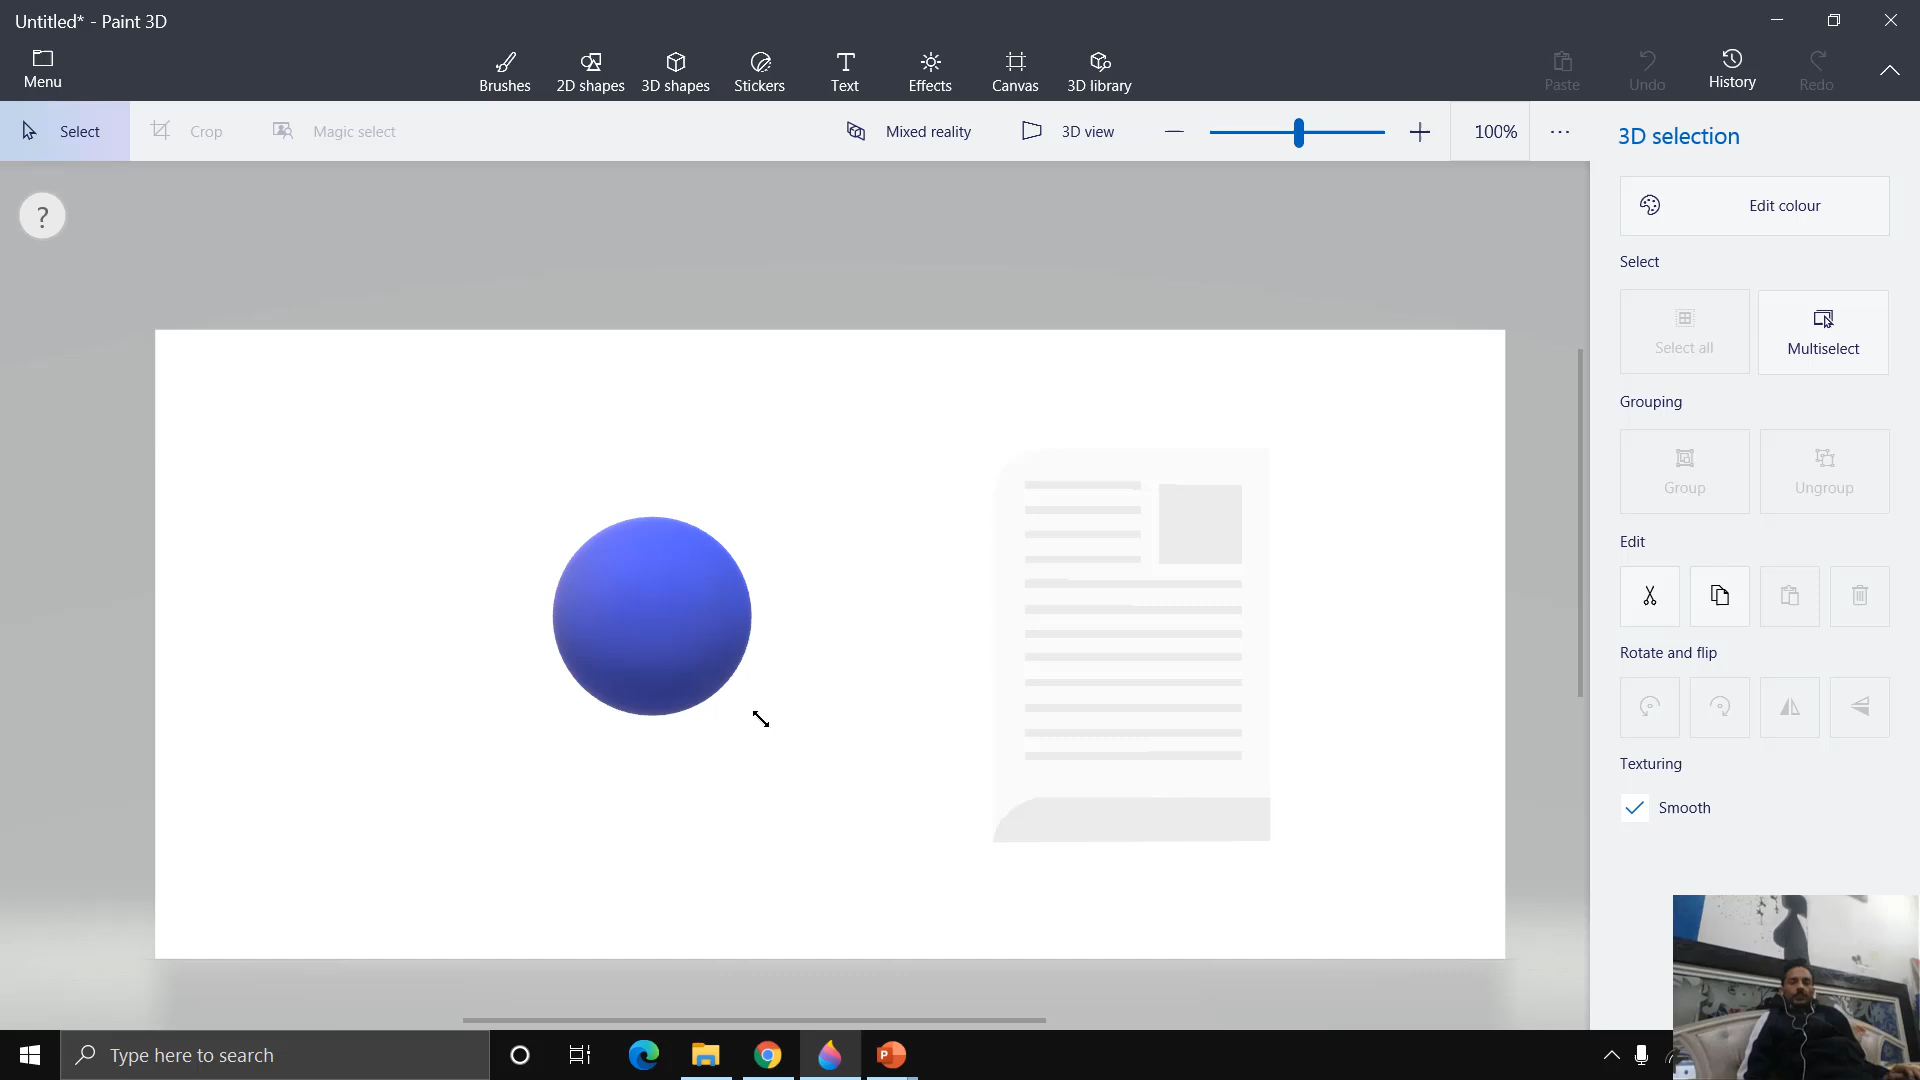 Untitled* - Paint 3D
Menu
Brushes
2D shapes
3D shapes
Stickers
Text
Effects
Canvas
3D library
Paste
Undo
History
Redo
Select
Crop
Magic select
Mixed reality
3D view
100%
3D selection
Edit colour
Select
Select all
Multiselect
Grouping
Group
Ungroup
Edit
Rotate and flip
Texturing
Smooth
?
Type here to search